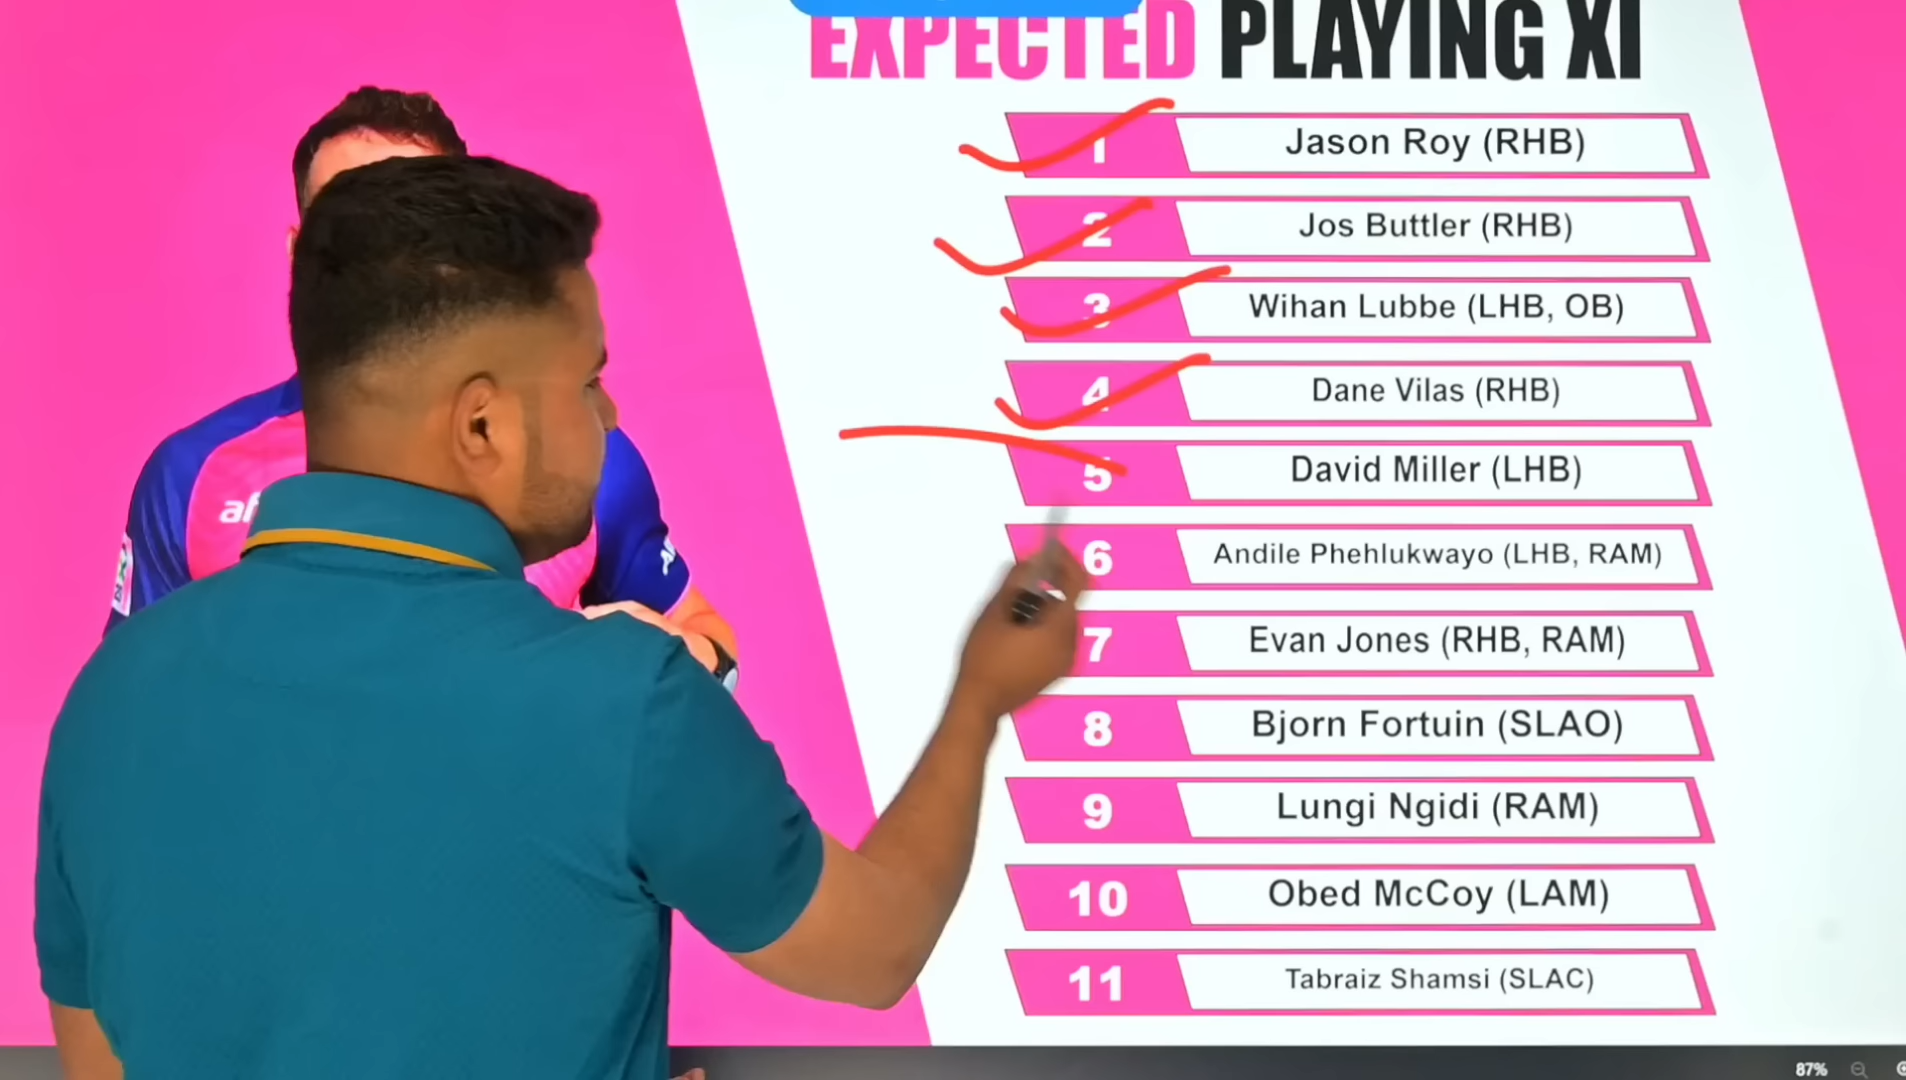 EXPECTED PLAYING XI
1 Jason Roy (RHB)
2 Jos Buttler (RHB)
3 Wihan Lubbe (LHB, OB)
4 Dane Vilas (RHB)
5 David Miller (LHB)
6 Andile Phehlukwayo (LHB, RAM)
7 Evan Jones (RHB, RAM)
8 Bjorn Fortuin (SLAO)
9 Lungi Ngidi (RAM)
10 Obed McCoy (LAM)
11 Tabraiz Shamsi (SLAC)
87%